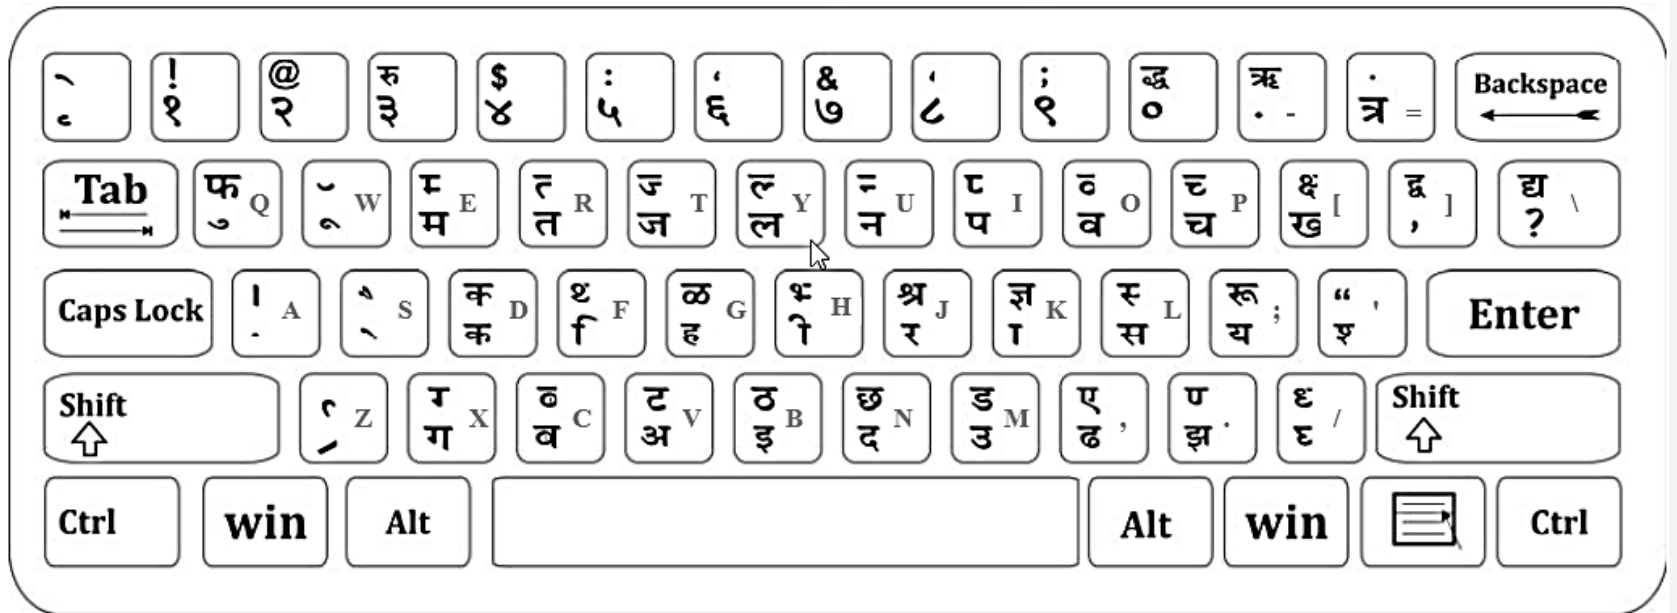 ! @ रु $ : ‘ & ‘ ; द्ध ऋ . Backspace
१ २ ३ ४ ५ ६ ७ ८ ९ ० . - त्र =
Tab फ Q W म् E त् R ज् T ल् Y न् U प् I व् O च् P क्ष [ द्व ] द्य \
ु ू म त ज ल न प व च ख , ?
Caps Lock । A S क D थ् F ळ G भ् H श्र J ज्ञ K स् L रू ; “ '
. े क ि ह ी र ा स य श्
Shift Z ग् X व् C ट V ठ B छ N ड M ए , ण् . ध् / Shift
ग ब अ इ द उ ढ झ घ्
Ctrl win Alt Alt win Ctrl